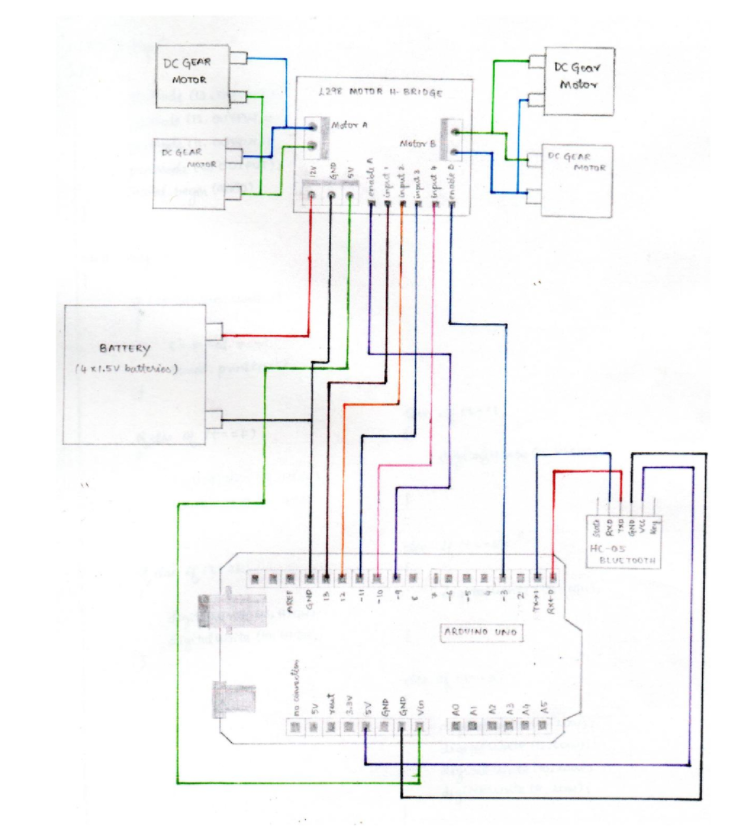 DC GEAR
MOTOR
DC Gear
Motor
L298 MOTOR H-BRIDGE
Motor A
Motor B
DC GEAR
MOTOR
DC GEAR
MOTOR
12V
GND
5V
enable A
input 1
input 2
input 3
input 4
enable B
BATTERY
(4 x 1.5V batteries)
State
RXD
TXD
GND
VCC
Key
HC-05
BLUETOOTH
AREF
GND
13
12
~11
~10
~9
8
7
~6
~5
4
~3
2
TX→1
RX←0
ARDUINO UNO
no connection
5V
3.3V
5V
GND
GND
Vin
A0
A1
A2
A3
A4
A5